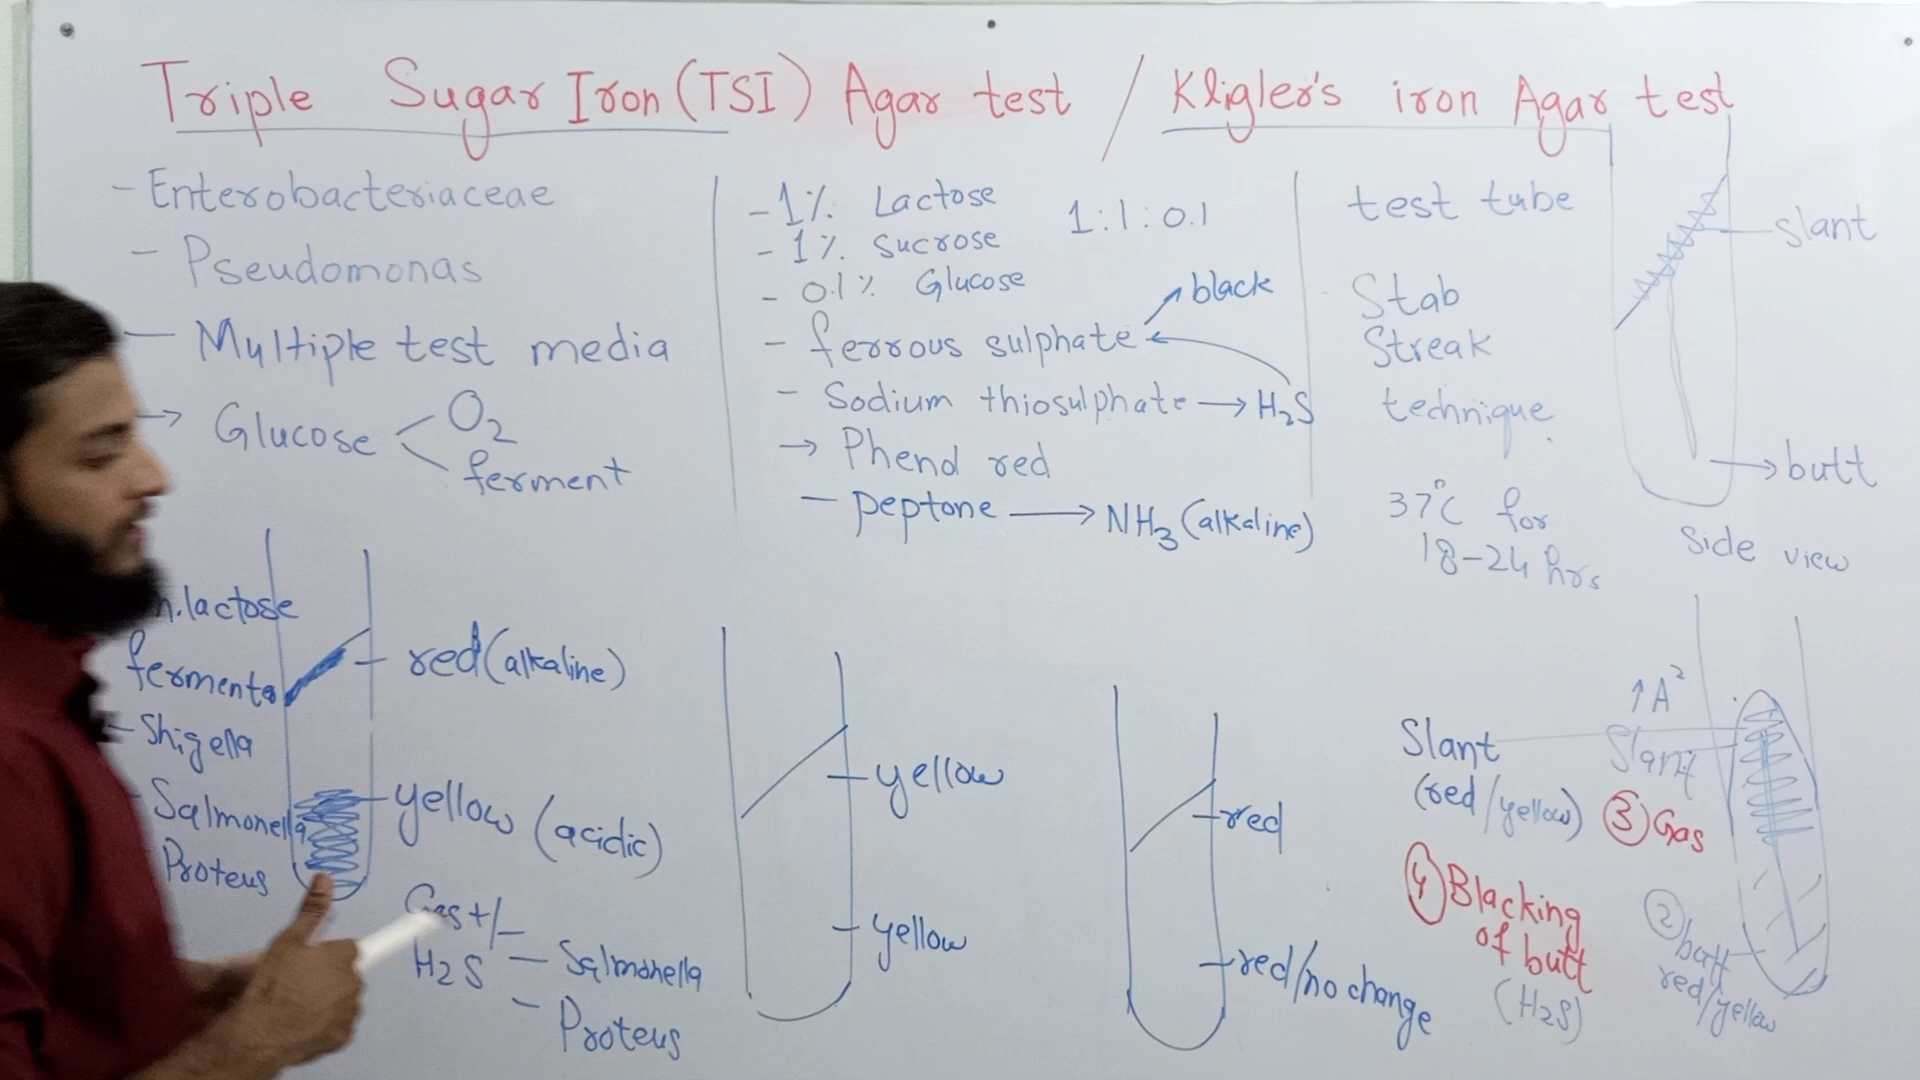 Triple Sugar Iron (TSI) Agar test / Kligler's iron Agar test
- Enterobacteriaceae
- Pseudomonas
- Multiple test media
→ Glucose < O2
ferment
- 1% Lactose
- 1% Sucrose
- 0.1% Glucose
1:1:0.1
- ferrous sulphate
black
- Sodium thiosulphate → H2S
→ Phenol red
- peptone → NH3 (alkaline)
test tube
Stab
Streak
technique
37°C for
18-24 hrs
slant
→ butt
Side view
n.lactose
fermente
- Shigella
- Salmonella
Proteus
red (alkaline)
yellow (acidic)
Gas +/-
H2S - Salmonella
- Proteus
yellow
yellow
red
red/no change
Slant
(red/yellow)
↑A²
Slant
③ Gas
④ Blacking
of butt
(H2S)
② butt
red/yellow